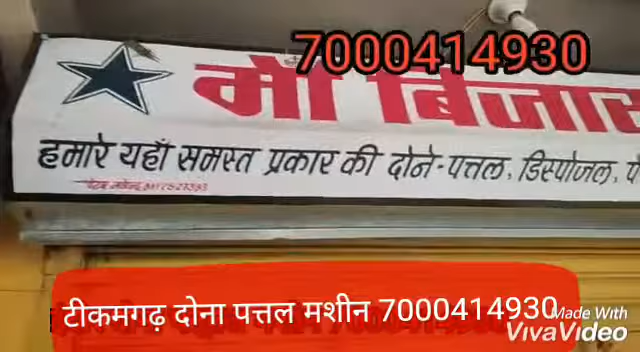 7000414930
माँ बिजा
हमारे यहाँ समस्त प्रकार की दोने-पत्तल, डिस्पोजल,
टीकमगढ़ दोना पत्तल मशीन 7000414930
Made With
VivaVideo